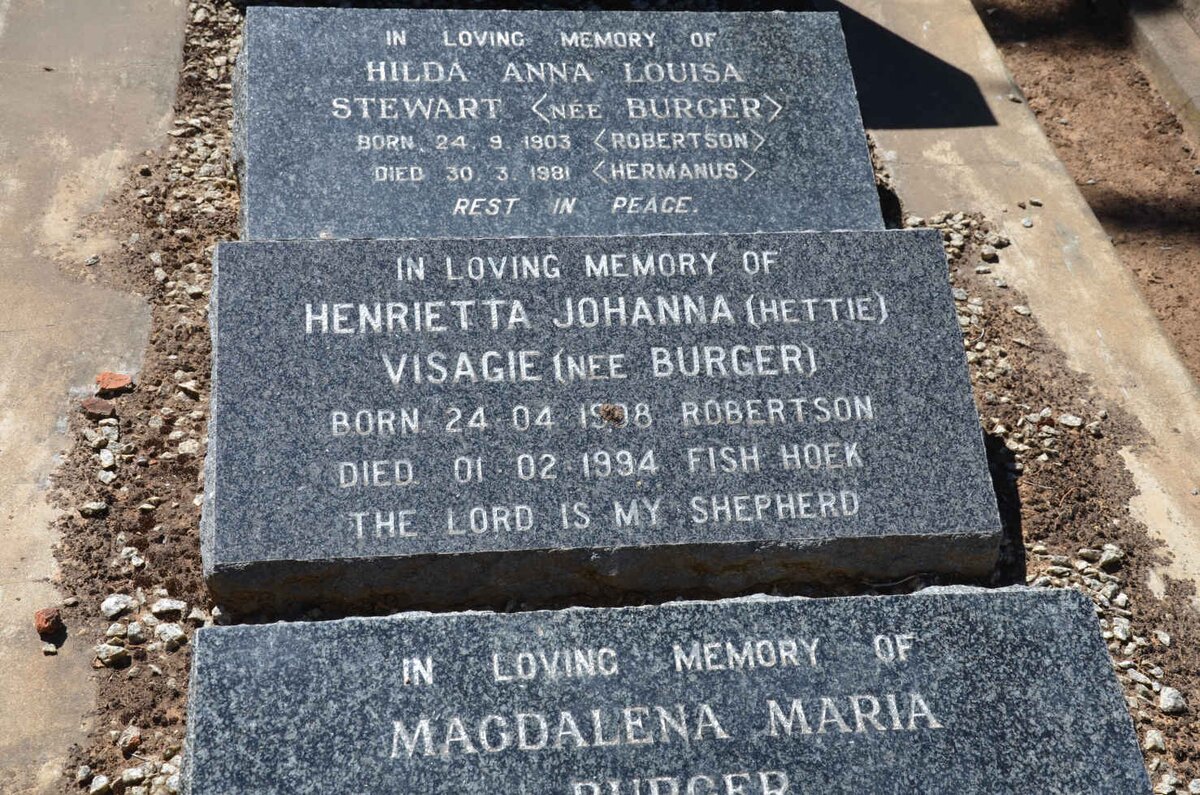 IN LOVING MEMORY OF
HILDA ANNA LOUISA
STEWART <NÉE BURGER>
BORN. 24. 9. 1903 <ROBERTSON>
DIED 30. 3. 1981 <HERMANUS>
REST IN PEACE.
IN LOVING MEMORY OF
HENRIETTA JOHANNA (HETTIE)
VISAGIE (NEE BURGER)
BORN 24 04 ROBERTSON
DIED 01 02 1994 FISH HOEK
THE LORD IS MY SHEPHERD
IN LOVING MEMORY OF
MAGDALENA MARIA
BURGER